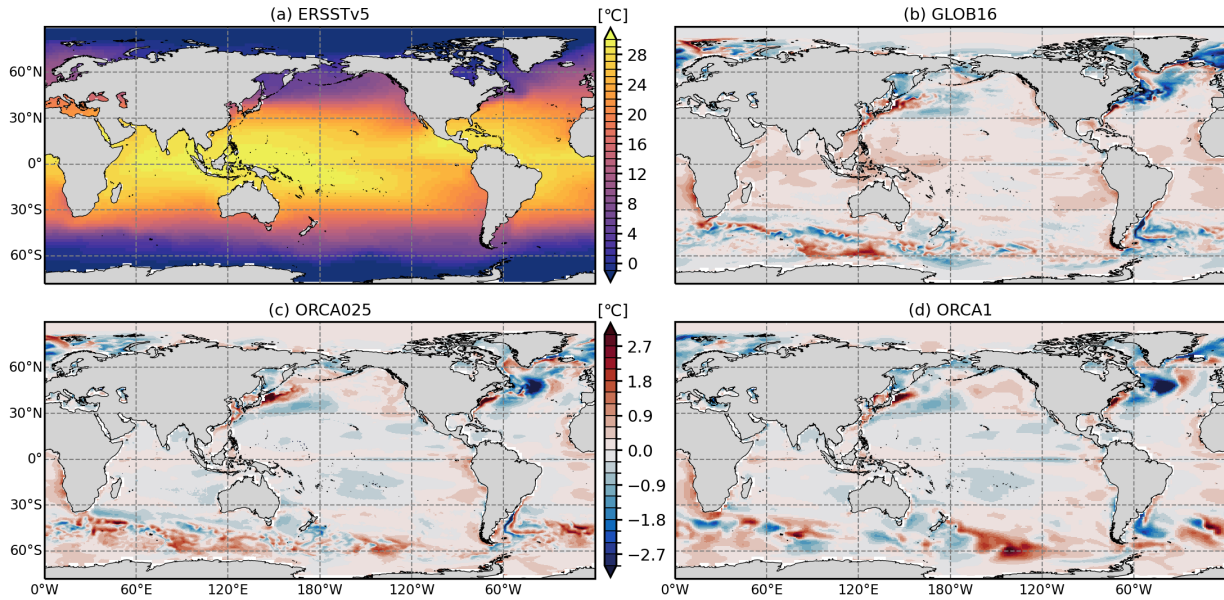 (a) ERSSTv5
[°C]
(b) GLOB16
60°N
30°N
0°
30°S
60°S
28
24
20
16
12
8
4
0
(c) ORCA025
[°C]
(d) ORCA1
60°N
30°N
0°
30°S
60°S
2.7
1.8
0.9
0.0
−0.9
−1.8
−2.7
0°W 60°E 120°E 180°W 120°W 60°W
0°W 60°E 120°E 180°W 120°W 60°W